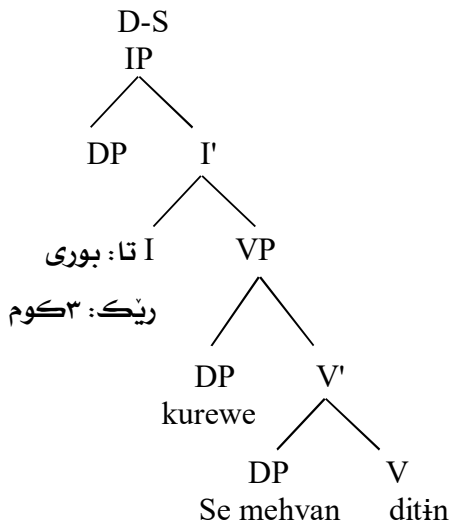 D-S
IP
DP I'
I تا: بوری VP
ڕێک: ٣کوم
DP V'
kurewe
DP V
Se mehvan ditɨn